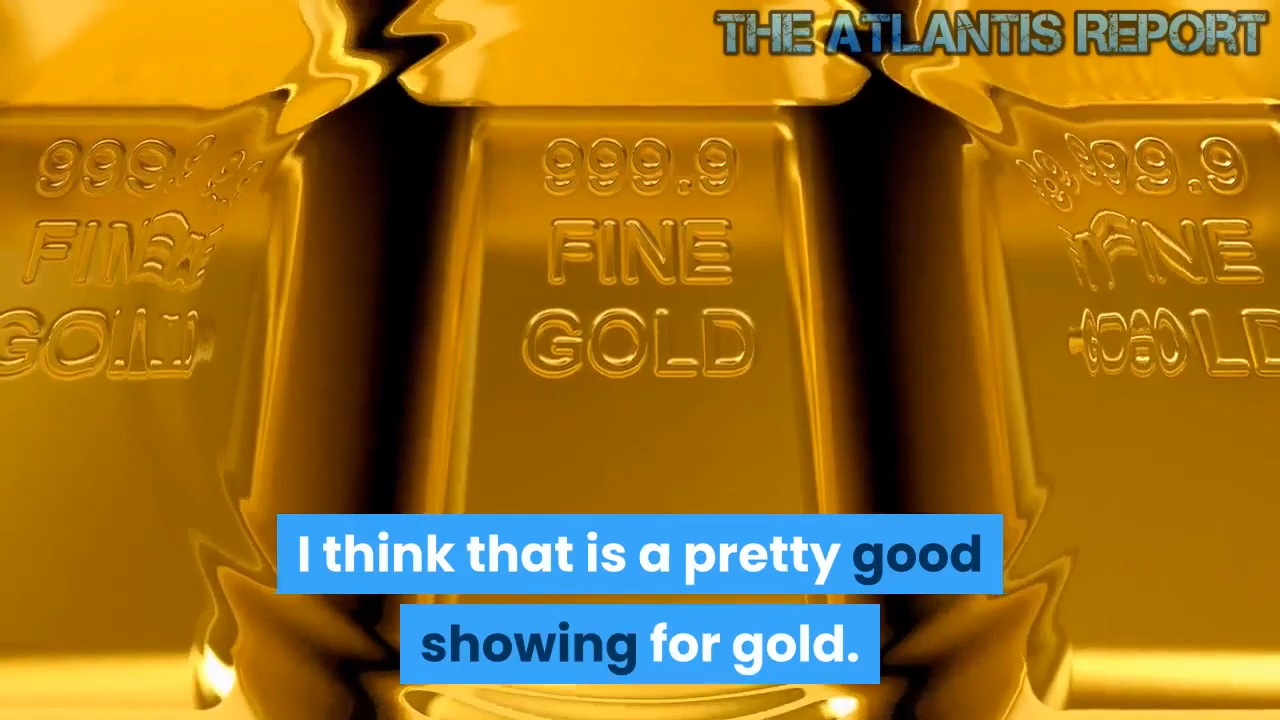 THE ATLANTIS REPORT
999.9
FINE
GOLD
I think that is a pretty good
showing for gold.